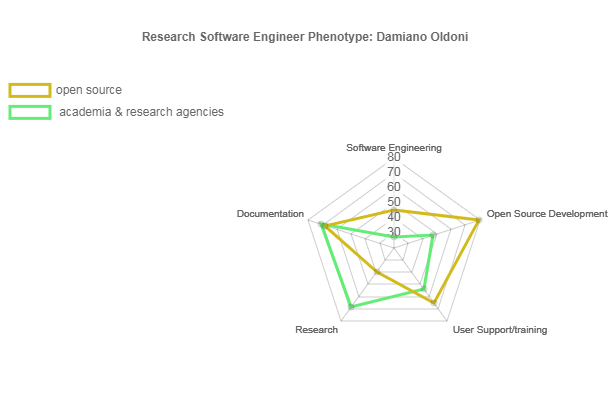 Research Software Engineer Phenotype: Damiano Oldoni
open source
academia & research agencies
Software Engineering
80
70
60
50
40
30
Documentation
Open Source Development
Research
User Support/training